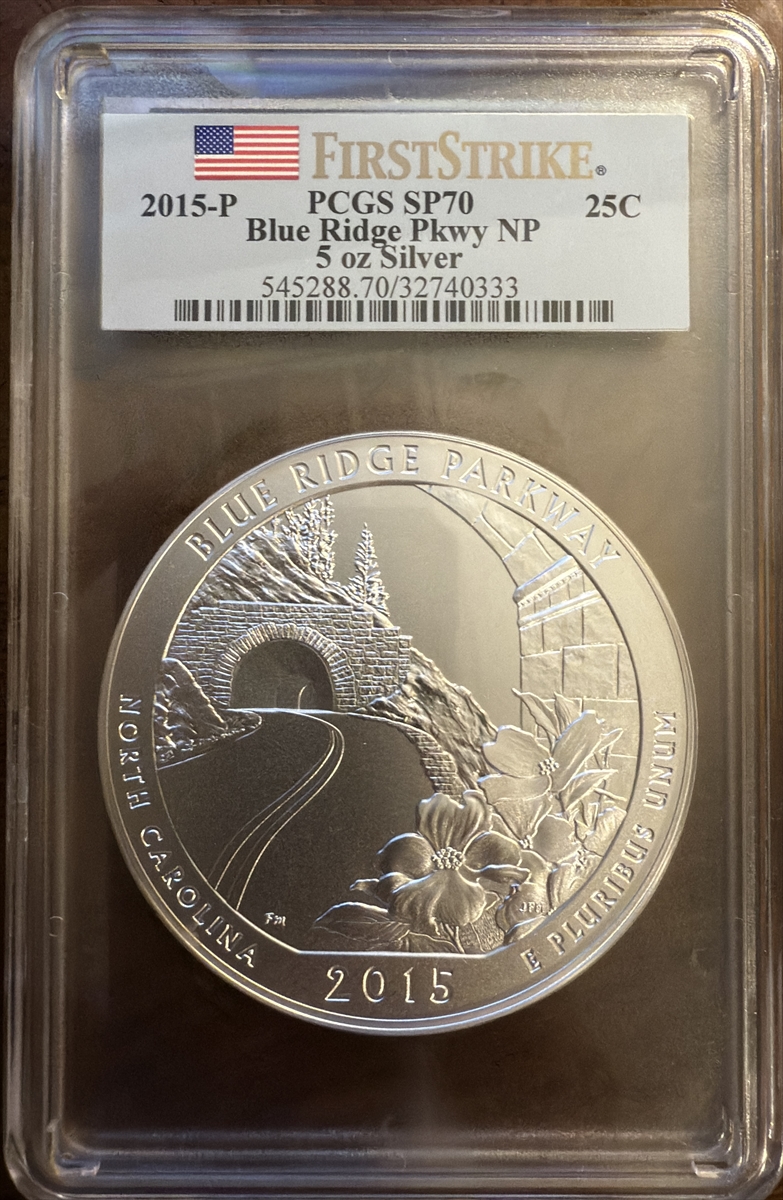 FIRSTSTRIKE®
2015-P PCGS SP70 25C
Blue Ridge Pkwy NP
5 oz Silver
545288.70/32740333
BLUE RIDGE PARKWAY
NORTH CAROLINA
E PLURIBUS UNUM
FM
JFM
2015